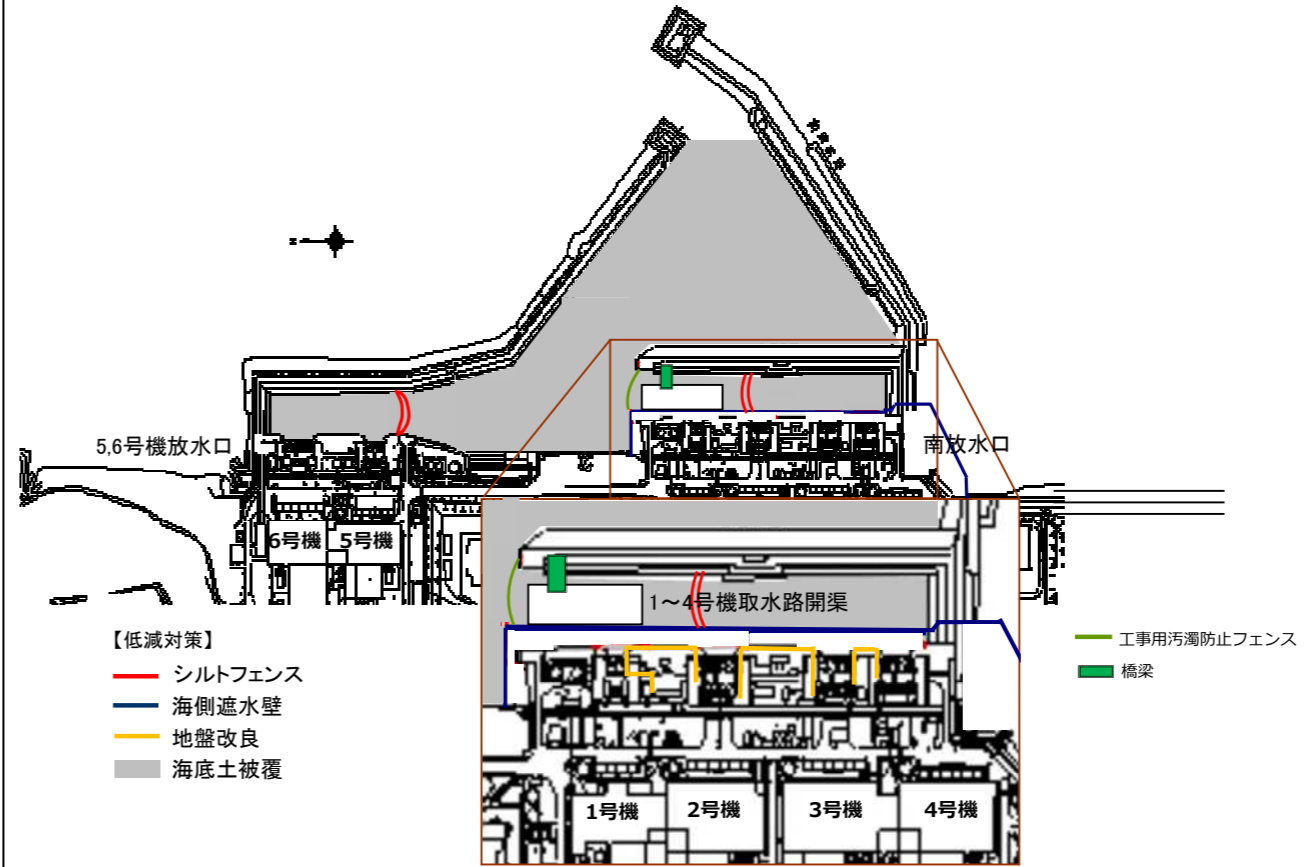 5,6号機放水口
南放水口
6号機
5号機
1～4号機取水路開渠
1号機
2号機
3号機
4号機
【低減対策】
シルトフェンス
海側遮水壁
地盤改良
海底土被覆
工事用汚濁防止フェンス
橋梁